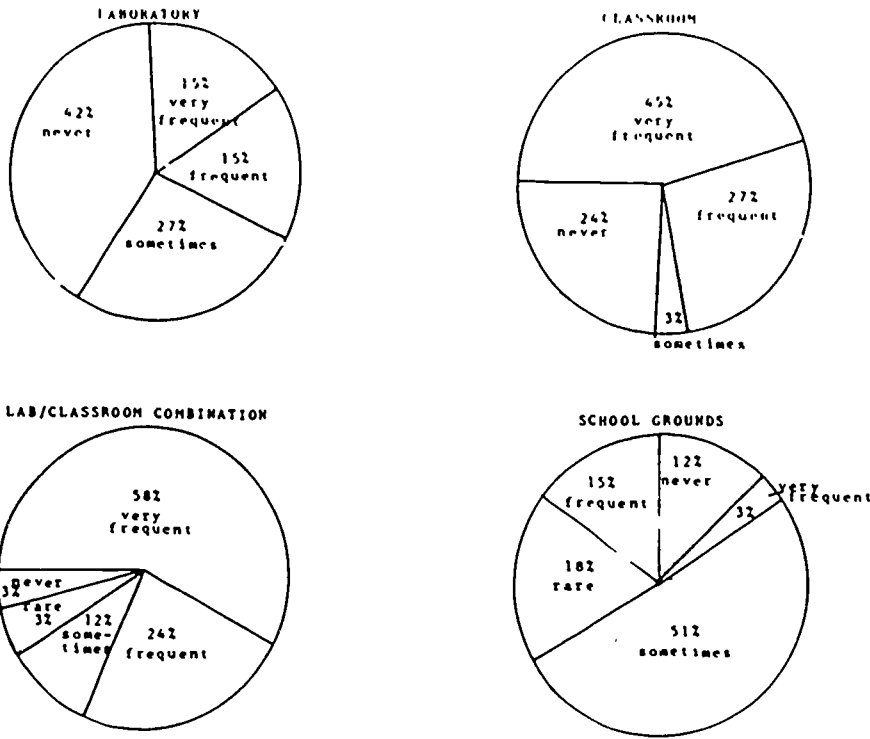 LABORATORY
15%
very
frequent
42%
never
15%
frequent
27%
sometimes
CLASSROOM
45%
very
frequent
27%
frequent
24%
never
3%
sometimes
LAB/CLASSROOM COMBINATION
58%
very
frequent
never
3%
rare
3%
12%
some-
times
24%
frequent
SCHOOL GROUNDS
12%
never
15%
frequent
very
frequent
3%
18%
rare
51%
sometimes